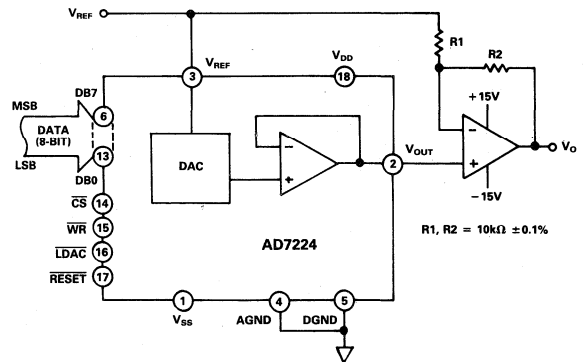 VREF
R1
R2
VREF
VDD
3
18
MSB
DB7
+15V
6
DATA
(8-BIT)
LSB
13
DB0
DAC
-
+
2
VOUT
-
+
VO
-15V
CS
14
WR
15
LDAC
16
RESET
17
AD7224
R1, R2 = 10kΩ ±0.1%
1
4
5
VSS
AGND
DGND